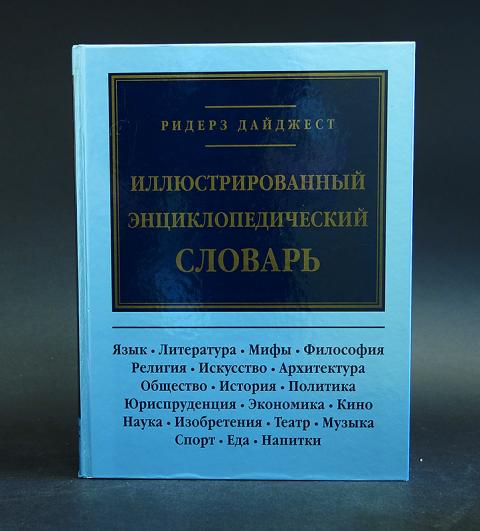 РИДЕРЗ ДАЙДЖЕСТ
ИЛЛЮСТРИРОВАННЫЙ
ЭНЦИКЛОПЕДИЧЕСКИЙ
СЛОВАРЬ
Язык • Литература • Мифы • Философия
Религия • Искусство • Архитектура
Общество • История • Политика
Юриспруденция • Экономика • Кино
Наука • Изобретения • Театр • Музыка
Спорт • Еда • Напитки